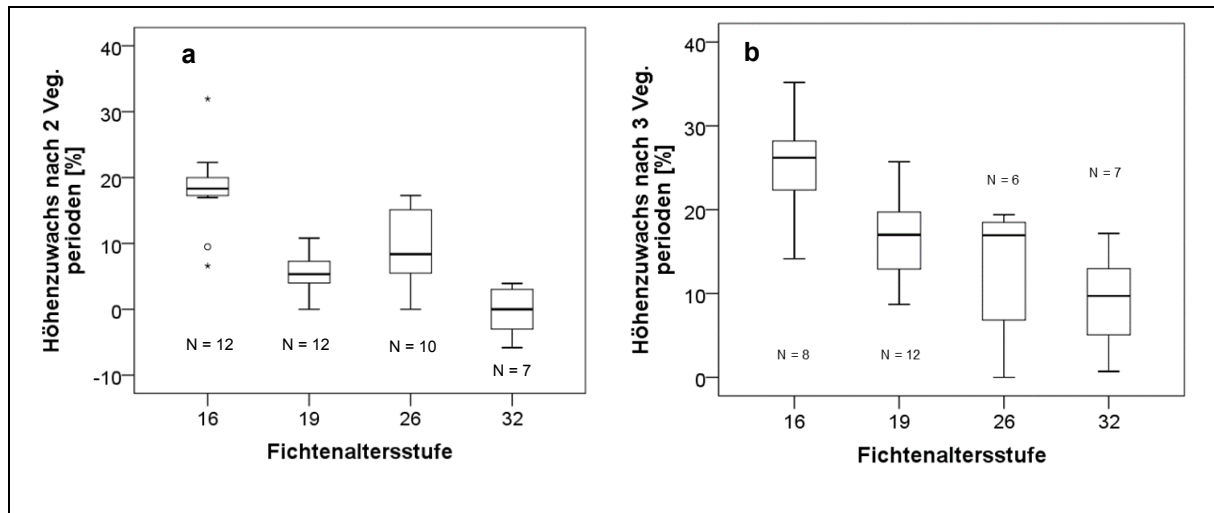 a
Höhenzuwachs nach 2 Veg.
perioden [%]
40
30
20
10
0
-10
N = 12
N = 12
N = 10
N = 7
16
19
26
32
Fichtenaltersstufe
b
Höhenzuwachs nach 3 Veg.
perioden [%]
40
30
20
10
0
N = 8
N = 12
N = 6
N = 7
16
19
26
32
Fichtenaltersstufe